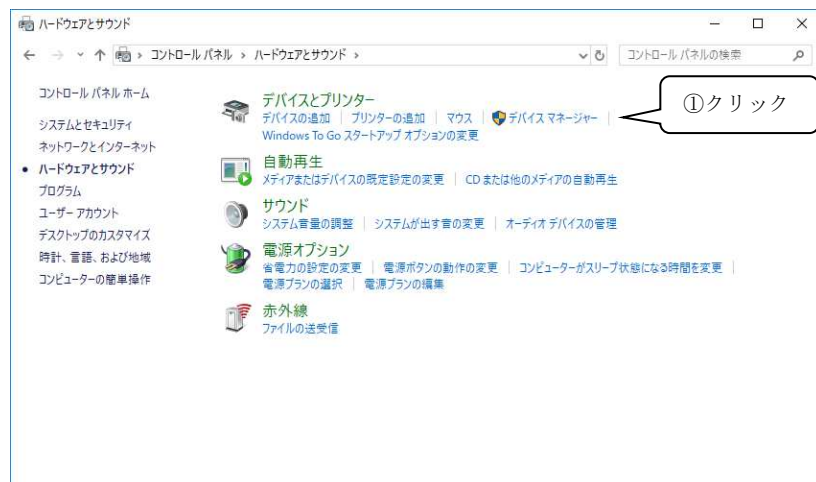 ハードウェアとサウンド
コントロール パネル › ハードウェアとサウンド ›
コントロール パネルの検索
コントロール パネル ホーム
システムとセキュリティ
ネットワークとインターネット
ハードウェアとサウンド
プログラム
ユーザー アカウント
デスクトップのカスタマイズ
時計、言語、および地域
コンピューターの簡単操作
デバイスとプリンター
デバイスの追加 | プリンターの追加 | マウス | デバイス マネージャー |
Windows To Go スタートアップ オプションの変更
自動再生
メディアまたはデバイスの既定設定の変更 | CD または他のメディアの自動再生
サウンド
システム音量の調整 | システムが出す音の変更 | オーディオ デバイスの管理
電源オプション
省電力の設定の変更 | 電源ボタンの動作の変更 | コンピューターがスリープ状態になる時間を変更 |
電源プランの選択 | 電源プランの編集
赤外線
ファイルの送受信
①クリック